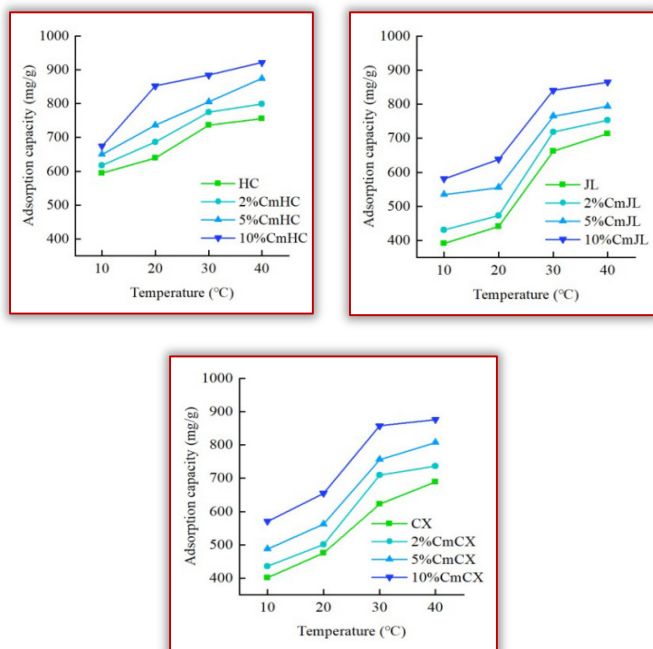 1000
900
800
700
600
500
400
Adsorption capacity (mg/g)
HC
2%CmHC
5%CmHC
10%CmHC
10 20 30 40
Temperature (°C)
1000
900
800
700
600
500
400
Adsorption capacity (mg/g)
JL
2%CmJL
5%CmJL
10%CmJL
10 20 30 40
Temperature (°C)
1000
900
800
700
600
500
400
Adsorption capacity (mg/g)
CX
2%CmCX
5%CmCX
10%CmCX
10 20 30 40
Temperature (°C)